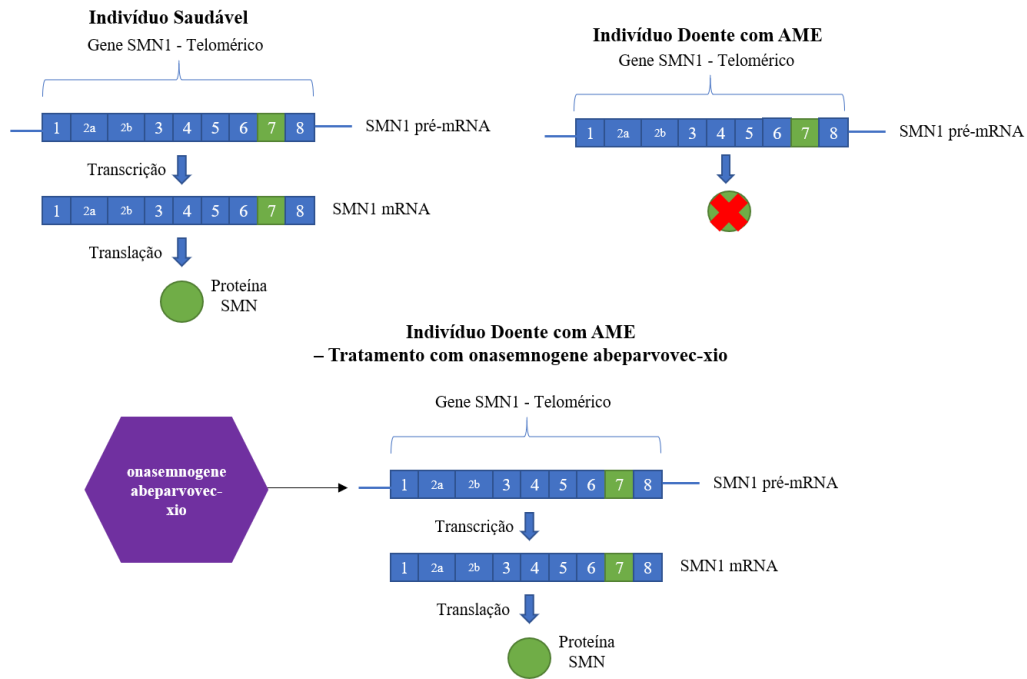 Indivíduo Saudável
Gene SMN1 - Telomérico
1 2a 2b 3 4 5 6 7 8
SMN1 pré-mRNA
Transcrição
1 2a 2b 3 4 5 6 7 8
SMN1 mRNA
Translação
Proteína
SMN
Indivíduo Doente com AME
Gene SMN1 - Telomérico
1 2a 2b 3 4 5 6 7 8
SMN1 pré-mRNA
Indivíduo Doente com AME
– Tratamento com onasemnogene abeparvovec-xio
onasemnogene
abeparvovec-
xio
Gene SMN1 - Telomérico
1 2a 2b 3 4 5 6 7 8
SMN1 pré-mRNA
Transcrição
1 2a 2b 3 4 5 6 7 8
SMN1 mRNA
Translação
Proteína
SMN